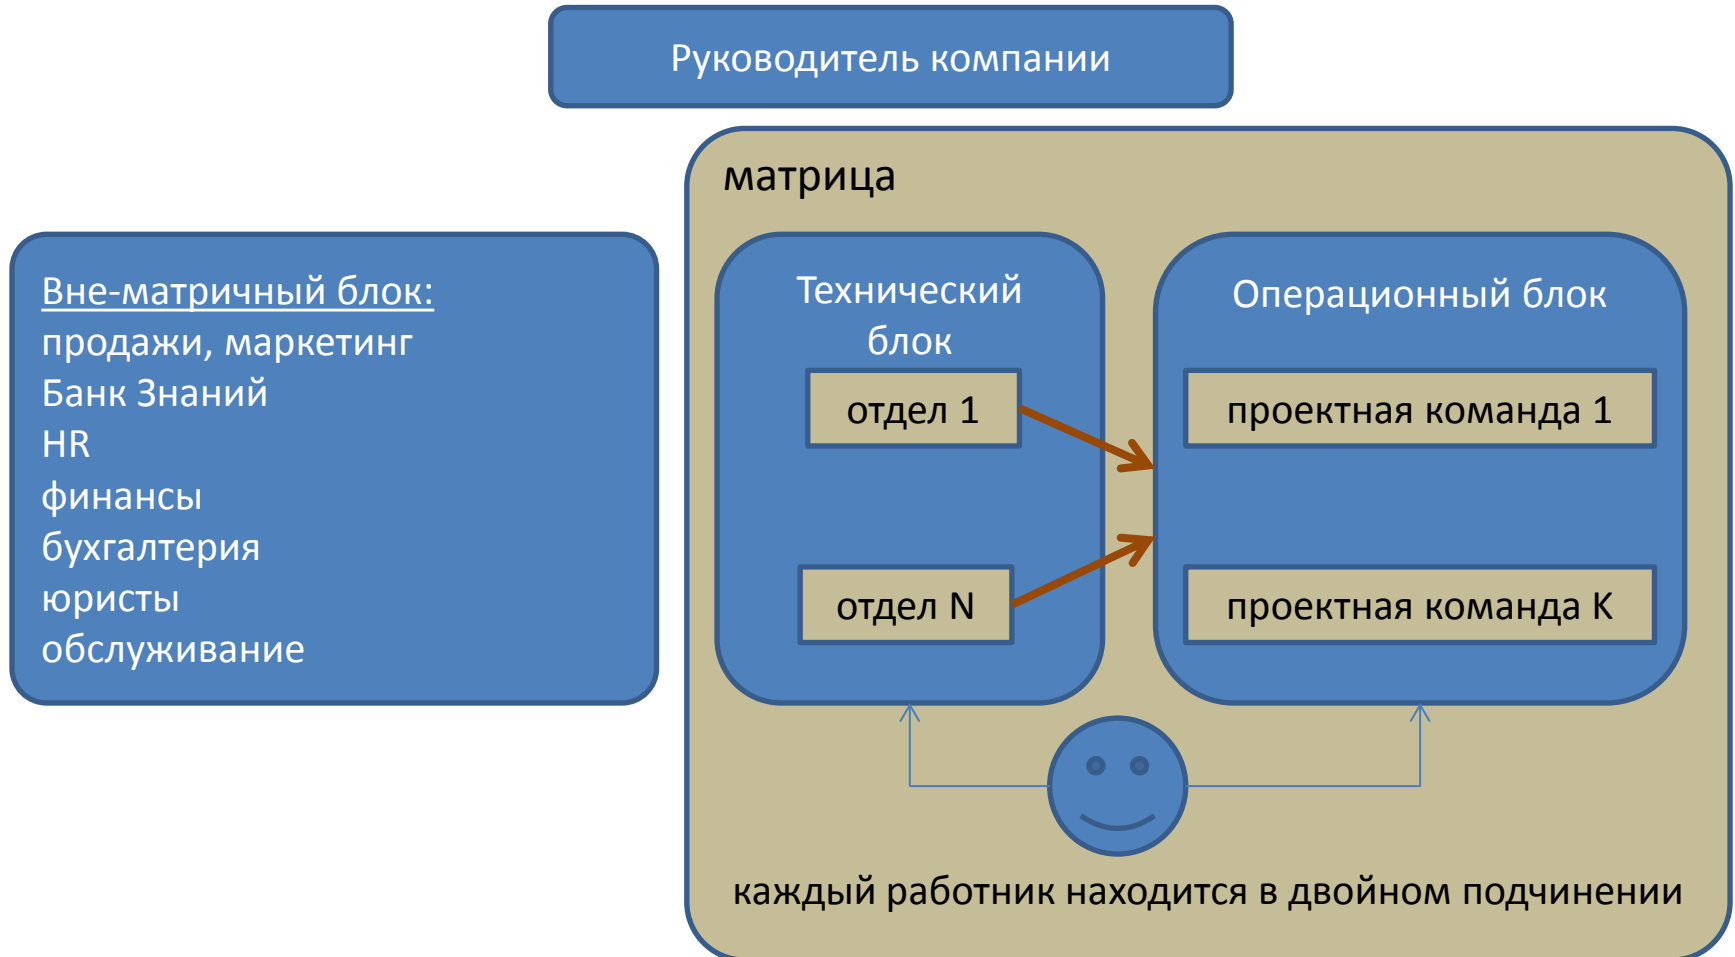 Руководитель компании
матрица
Вне-матричный блок:
продажи, маркетинг
Банк Знаний
HR
финансы
бухгалтерия
юристы
обслуживание
Технический
блок
отдел 1
отдел N
Операционный блок
проектная команда 1
проектная команда K
каждый работник находится в двойном подчинении